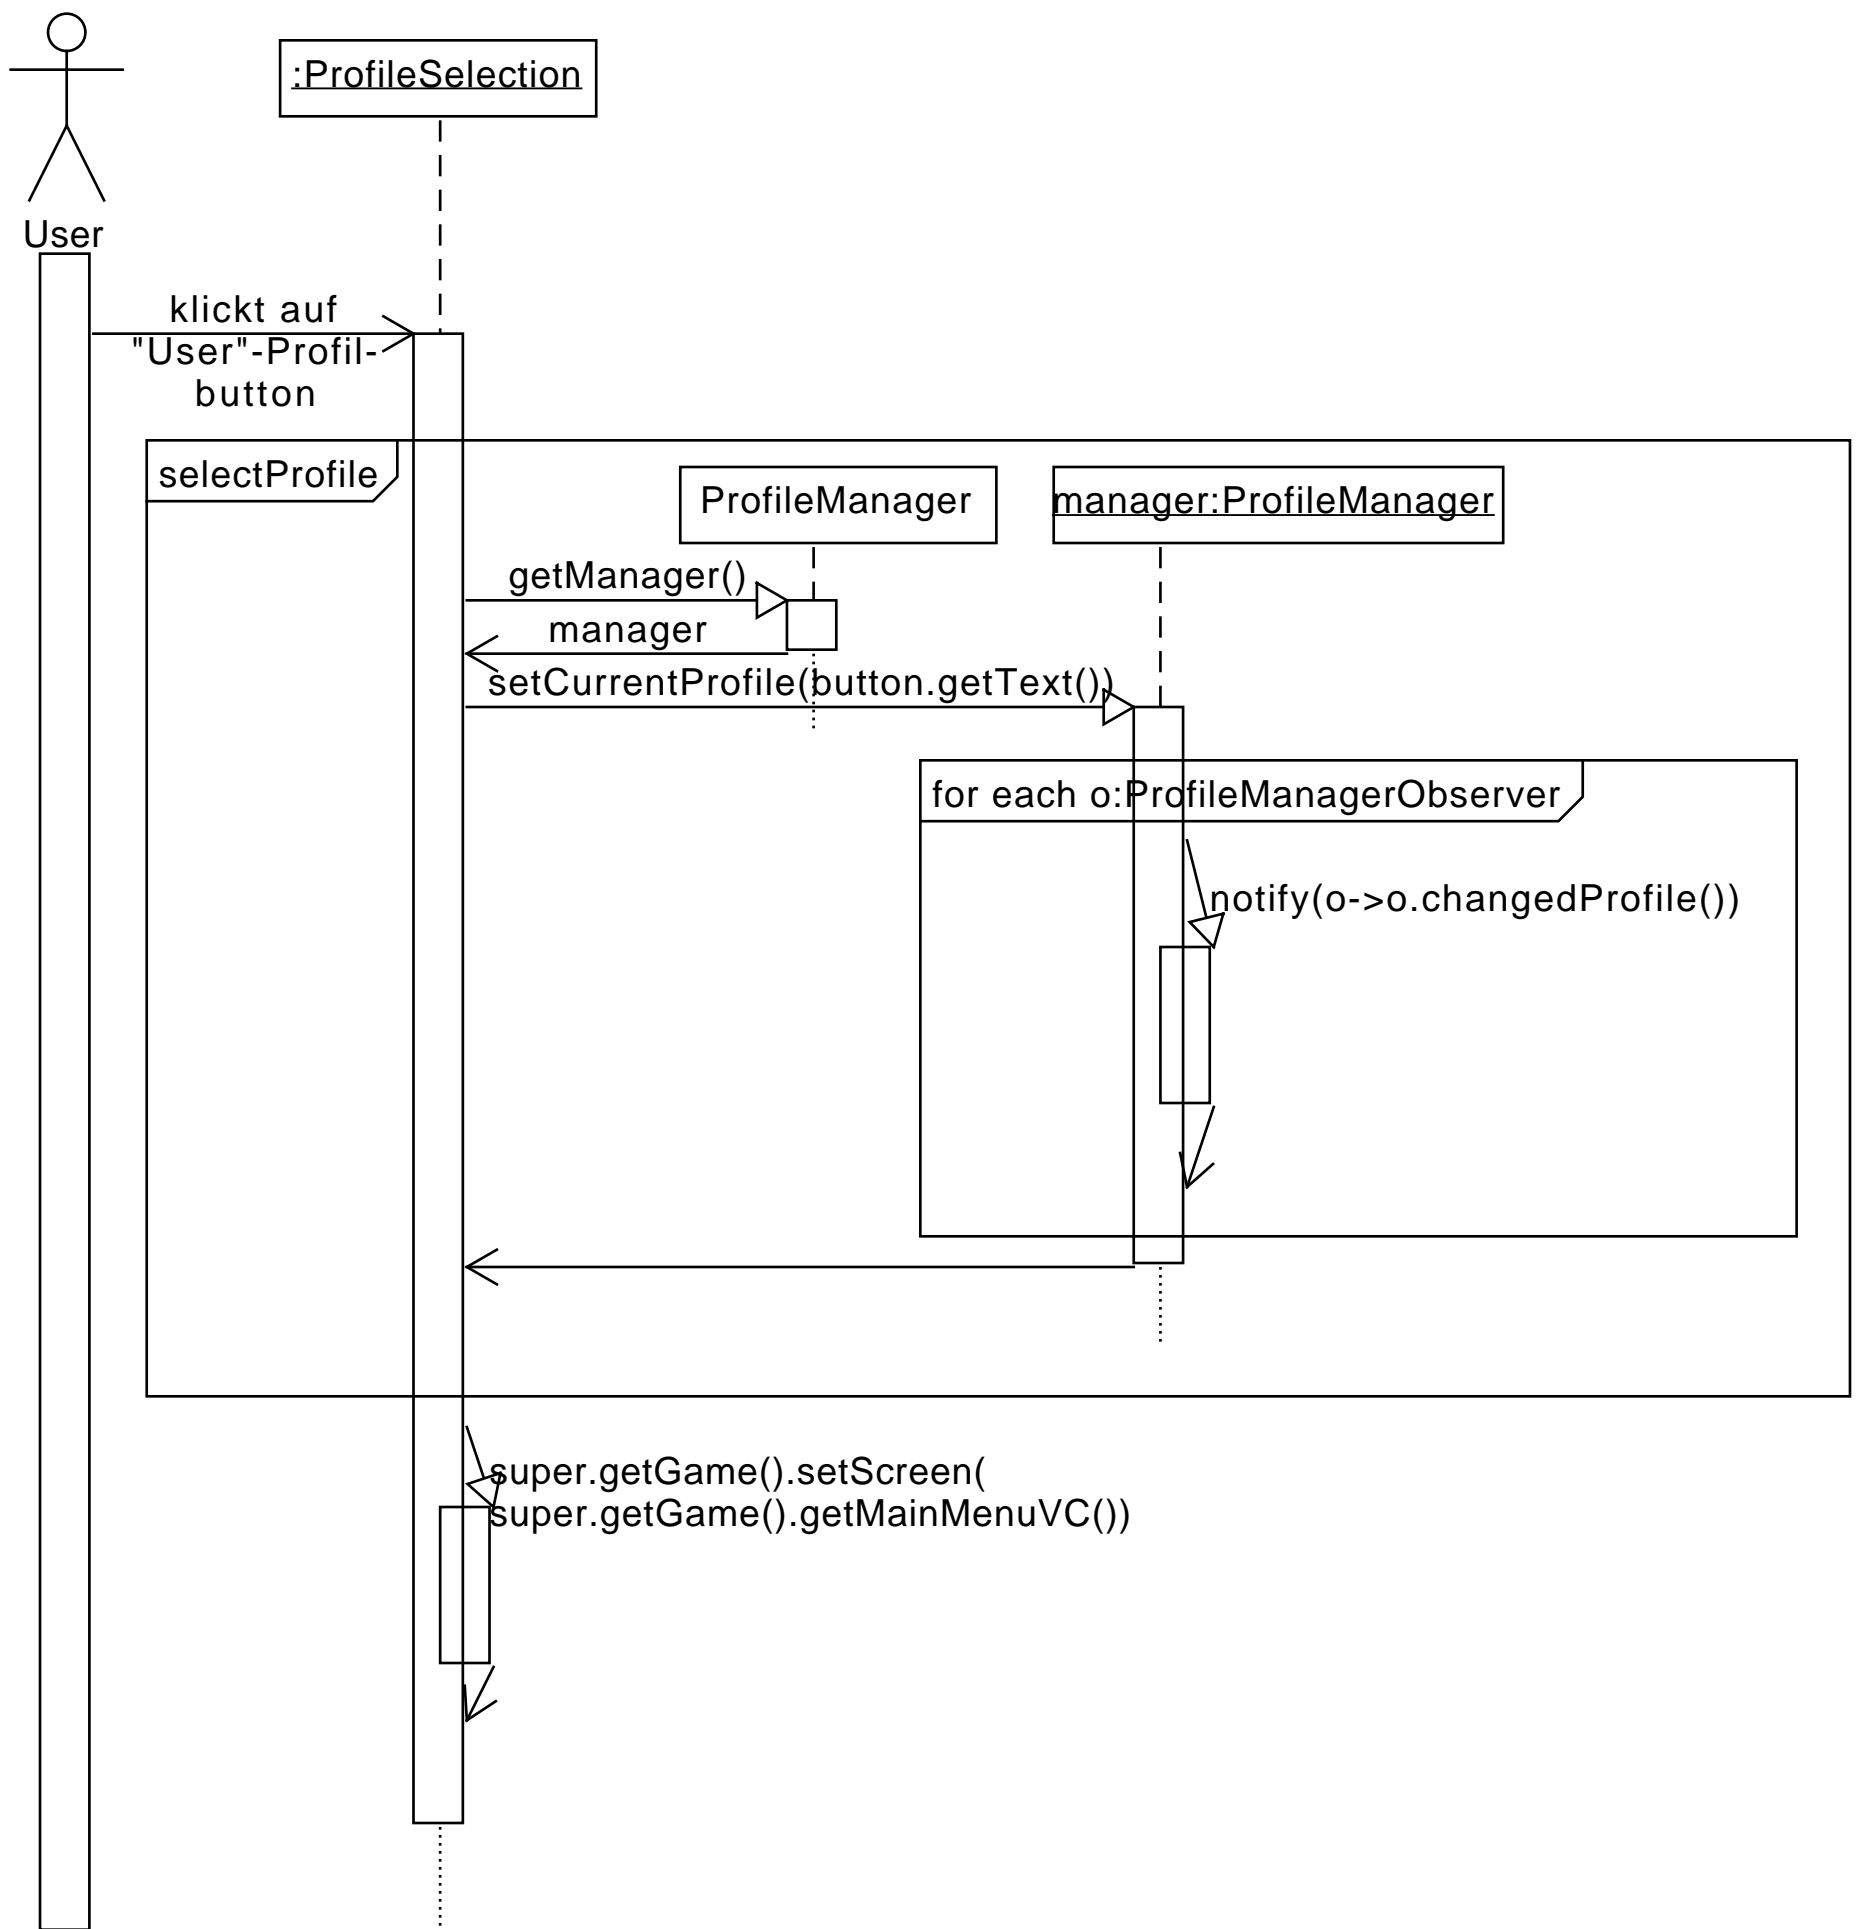 :ProfileSelection
User
klickt auf
"User"-Profil-
button
selectProfile
ProfileManager
manager:ProfileManager
getManager()
manager
setCurrentProfile(button.getText())
for each o:ProfileManagerObserver
notify(o->o.changedProfile())
super.getGame().setScreen(
super.getGame().getMainMenuVC())